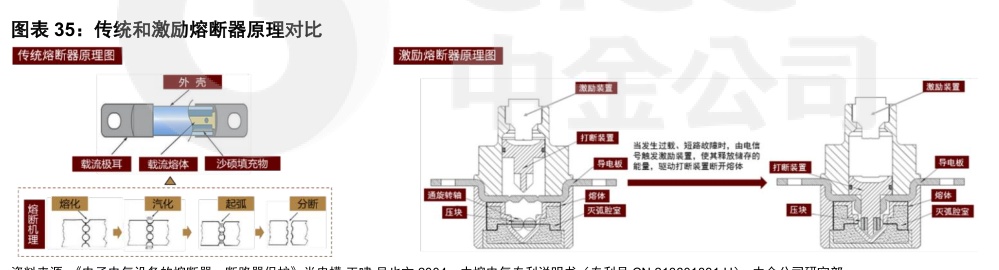 图表 35：传统和激励熔断器原理对比
传统熔断器原理图
外 壳
载流极耳
载流熔体
沙硕填充物
熔断机理
熔化
汽化
起弧
分断
激励熔断器原理图
激励装置
打断装置
导电板
通旋转轴
熔体
压块
灭弧腔室
当发生过载、短路故障时，由电信
号触发激励装置，使其释放储存的
能量，驱动打断装置断开熔体
激励装置
打断装置
导电板
熔体
压块
灭弧腔室
中金公司